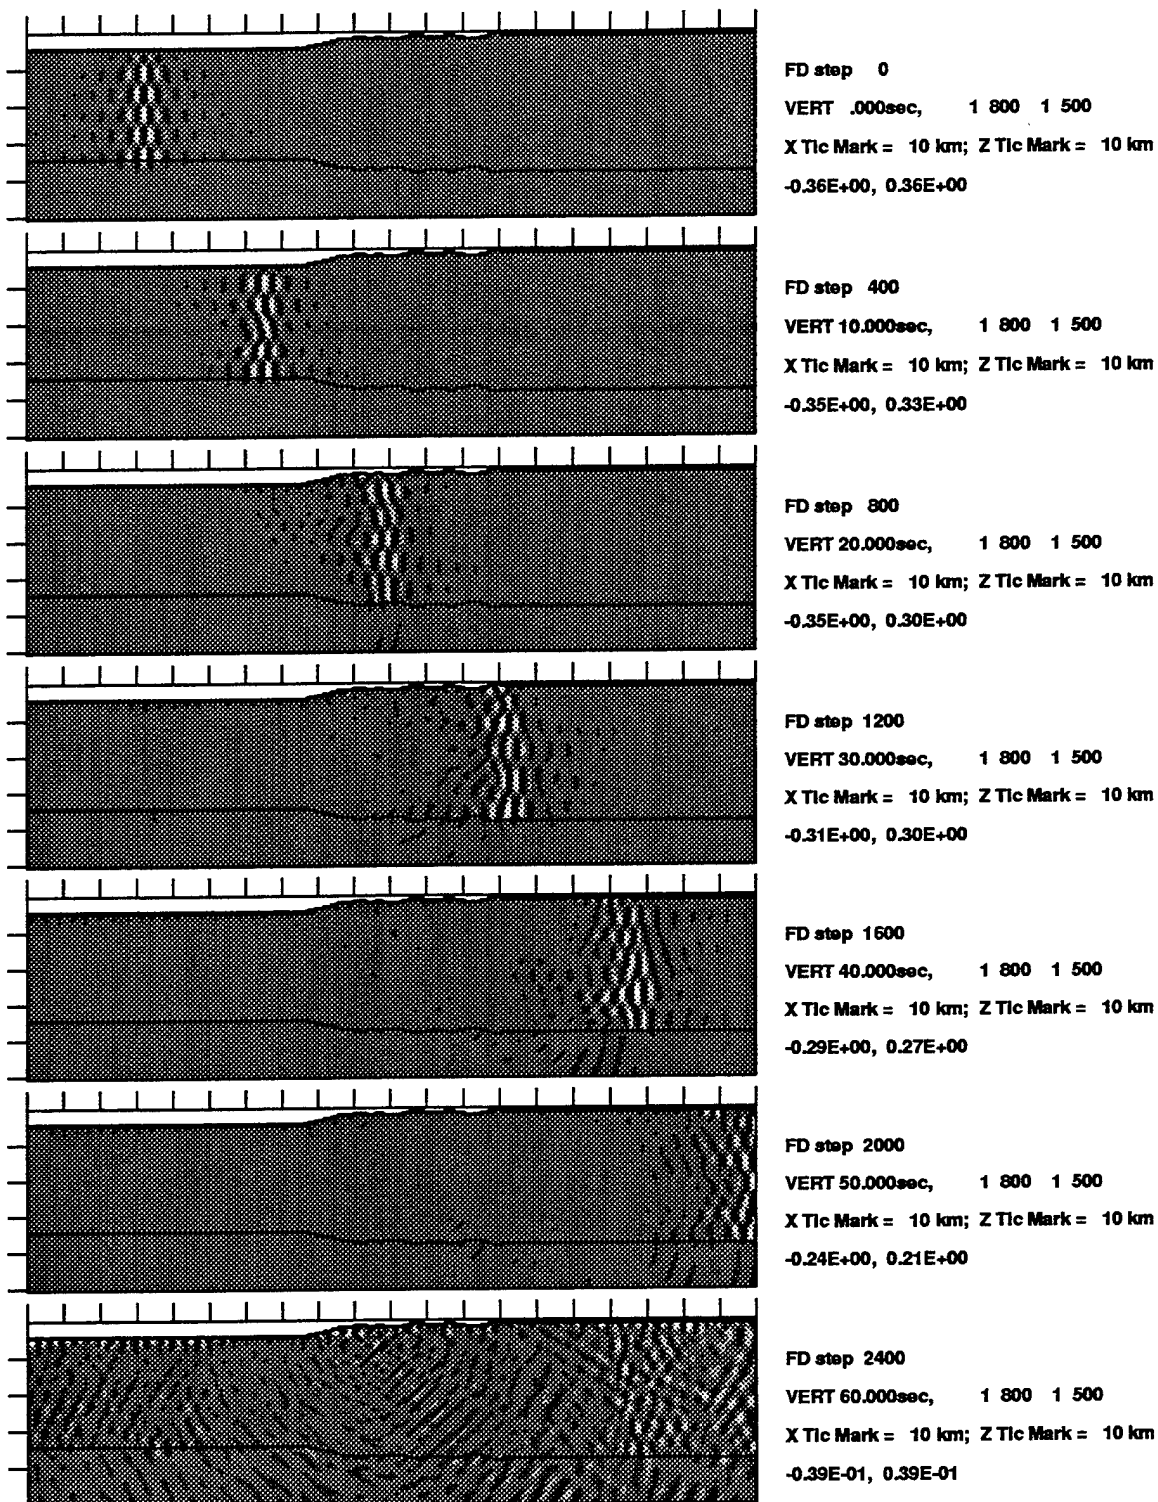 FD step 0
VERT .000sec, 1 800 1 500
X Tic Mark = 10 km; Z Tic Mark = 10 km
-0.36E+00, 0.36E+00
FD step 400
VERT 10.000sec, 1 800 1 500
X Tic Mark = 10 km; Z Tic Mark = 10 km
-0.35E+00, 0.33E+00
FD step 800
VERT 20.000sec, 1 800 1 500
X Tic Mark = 10 km; Z Tic Mark = 10 km
-0.35E+00, 0.30E+00
FD step 1200
VERT 30.000sec, 1 800 1 500
X Tic Mark = 10 km; Z Tic Mark = 10 km
-0.31E+00, 0.30E+00
FD step 1600
VERT 40.000sec, 1 800 1 500
X Tic Mark = 10 km; Z Tic Mark = 10 km
-0.29E+00, 0.27E+00
FD step 2000
VERT 50.000sec, 1 800 1 500
X Tic Mark = 10 km; Z Tic Mark = 10 km
-0.24E+00, 0.21E+00
FD step 2400
VERT 60.000sec, 1 800 1 500
X Tic Mark = 10 km; Z Tic Mark = 10 km
-0.39E-01, 0.39E-01